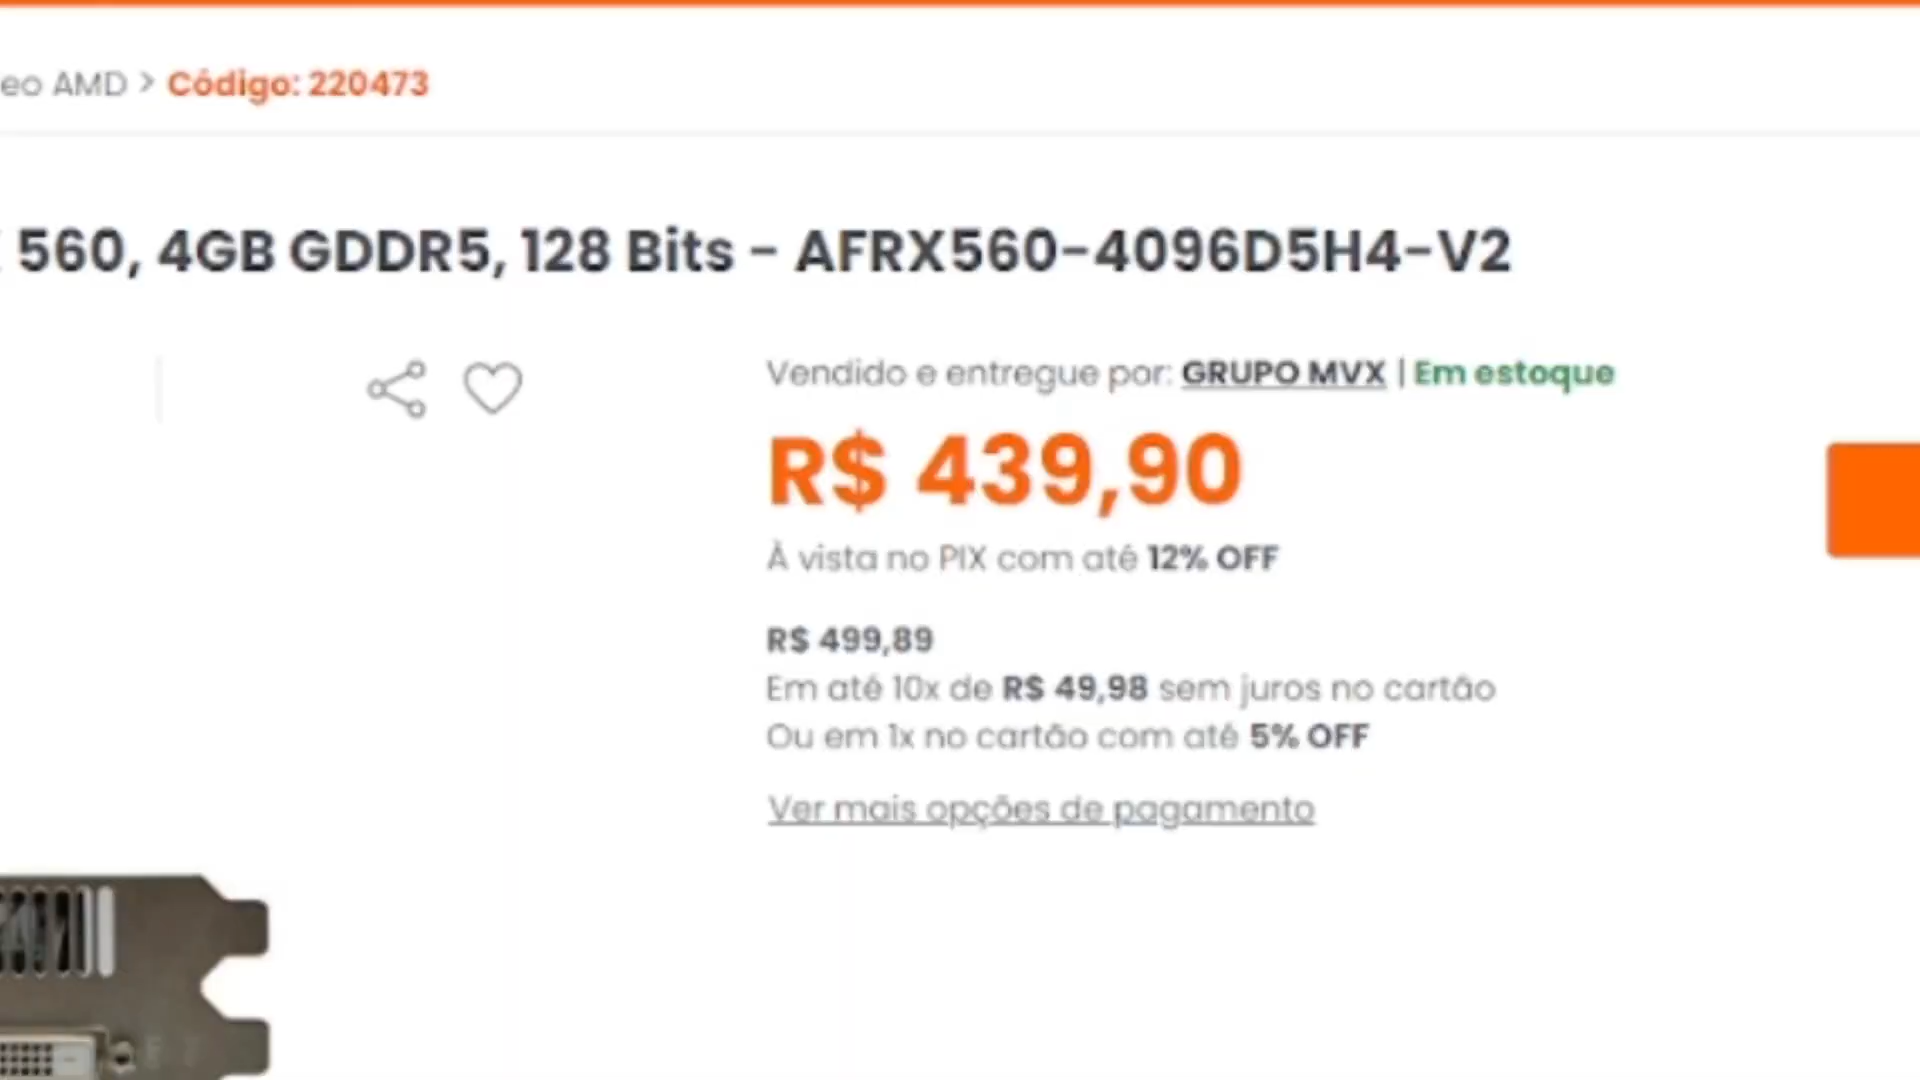 eo AMD > Código: 220473
560, 4GB GDDR5, 128 Bits - AFRX560-4096D5H4-V2
Vendido e entregue por: GRUPO MVX | Em estoque
R$ 439,90
À vista no PIX com até 12% OFF
R$ 499,89
Em até 10x de R$ 49,98 sem juros no cartão
Ou em 1x no cartão com até 5% OFF
Ver mais opções de pagamento